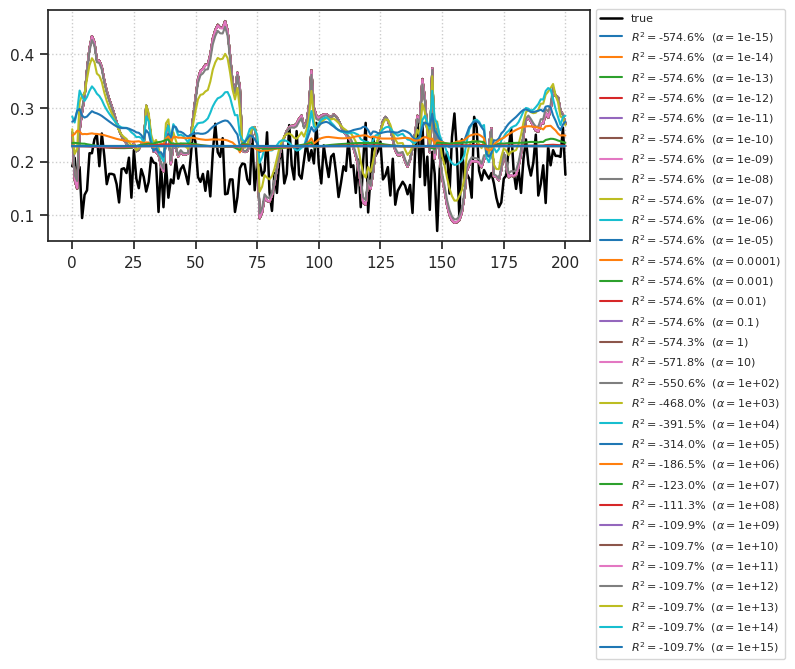 0.4
0.3
0.2
0.1
0 25 50 75 100 125 150 175 200
true
R² = -574.6% (α = 1e-15)
R² = -574.6% (α = 1e-14)
R² = -574.6% (α = 1e-13)
R² = -574.6% (α = 1e-12)
R² = -574.6% (α = 1e-11)
R² = -574.6% (α = 1e-10)
R² = -574.6% (α = 1e-09)
R² = -574.6% (α = 1e-08)
R² = -574.6% (α = 1e-07)
R² = -574.6% (α = 1e-06)
R² = -574.6% (α = 1e-05)
R² = -574.6% (α = 0.0001)
R² = -574.6% (α = 0.001)
R² = -574.6% (α = 0.01)
R² = -574.6% (α = 0.1)
R² = -574.3% (α = 1)
R² = -571.8% (α = 10)
R² = -550.6% (α = 1e+02)
R² = -468.0% (α = 1e+03)
R² = -391.5% (α = 1e+04)
R² = -314.0% (α = 1e+05)
R² = -186.5% (α = 1e+06)
R² = -123.0% (α = 1e+07)
R² = -111.3% (α = 1e+08)
R² = -109.9% (α = 1e+09)
R² = -109.7% (α = 1e+10)
R² = -109.7% (α = 1e+11)
R² = -109.7% (α = 1e+12)
R² = -109.7% (α = 1e+13)
R² = -109.7% (α = 1e+14)
R² = -109.7% (α = 1e+15)